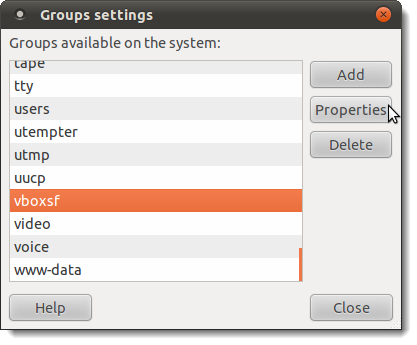 Groups settings
Groups available on the system:
tape
tty
users
utempter
utmp
uucp
vboxsf
video
voice
www-data
Add
Properties
Delete
Help
Close